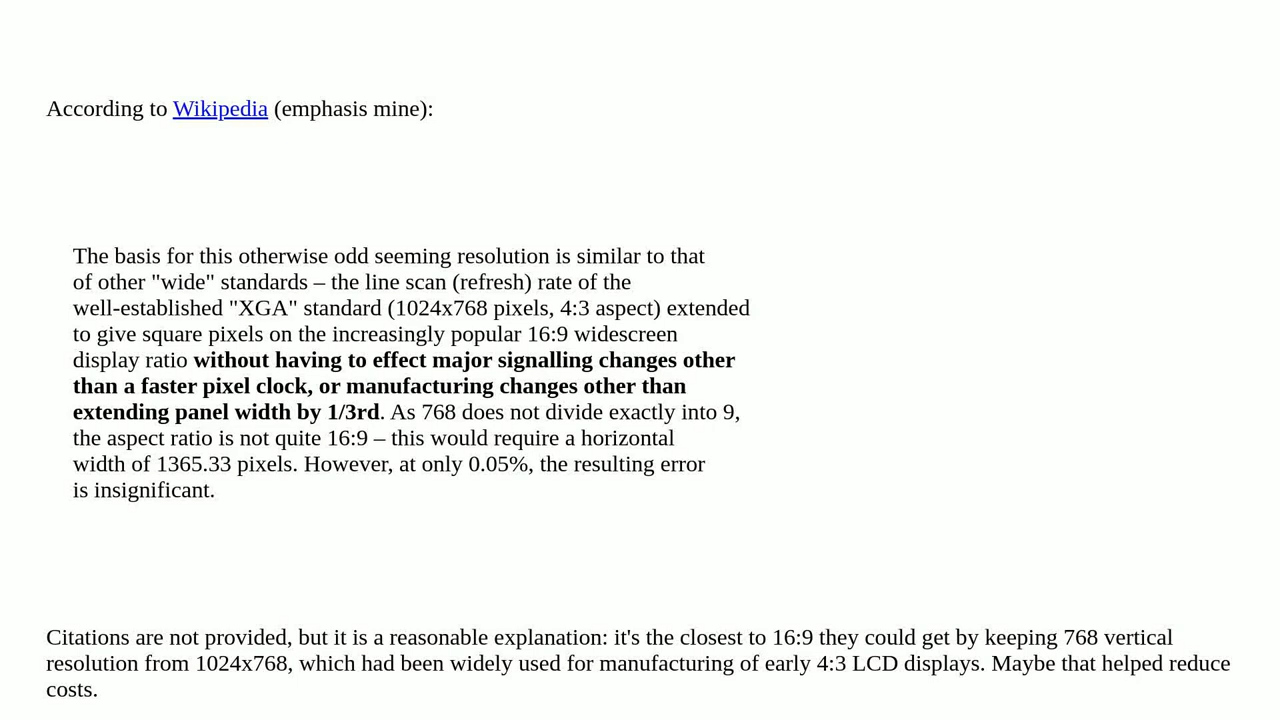 According to Wikipedia (emphasis mine):
The basis for this otherwise odd seeming resolution is similar to that
of other "wide" standards – the line scan (refresh) rate of the
well-established "XGA" standard (1024x768 pixels, 4:3 aspect) extended
to give square pixels on the increasingly popular 16:9 widescreen
display ratio without having to effect major signalling changes other
than a faster pixel clock, or manufacturing changes other than
extending panel width by 1/3rd. As 768 does not divide exactly into 9,
the aspect ratio is not quite 16:9 – this would require a horizontal
width of 1365.33 pixels. However, at only 0.05%, the resulting error
is insignificant.
Citations are not provided, but it is a reasonable explanation: it's the closest to 16:9 they could get by keeping 768 vertical
resolution from 1024x768, which had been widely used for manufacturing of early 4:3 LCD displays. Maybe that helped reduce
costs.